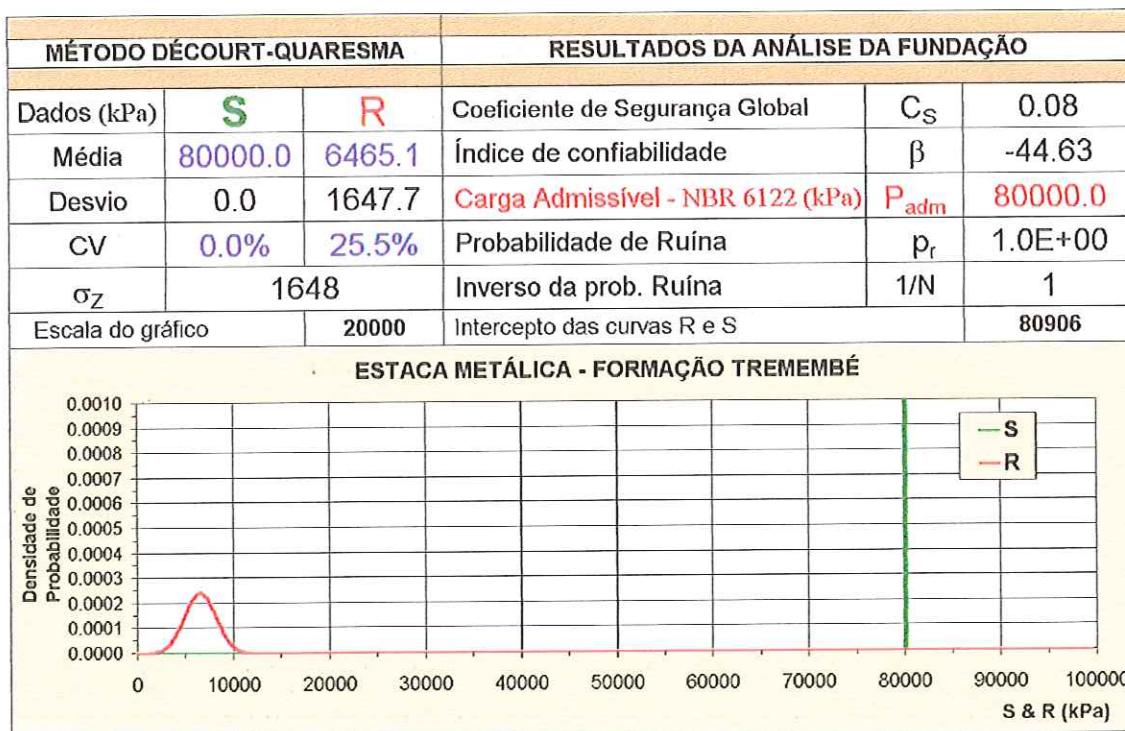 MÉTODO DÉCOURT-QUARESMA RESULTADOS DA ANÁLISE DA FUNDAÇÃO
Dados (kPa) S R Coeficiente de Segurança Global CS 0.08
Média 80000.0 6465.1 Índice de confiabilidade β -44.63
Desvio 0.0 1647.7 Carga Admissível - NBR 6122 (kPa) Padm 80000.0
CV 0.0% 25.5% Probabilidade de Ruína pr 1.0E+00
σZ 1648 Inverso da prob. Ruína 1/N 1
Escala do gráfico 20000 Intercepto das curvas R e S 80906
ESTACA METÁLICA - FORMAÇÃO TREMEMBÉ
Densidade de
Probabilidade
0.0010
0.0009
0.0008
0.0007
0.0006
0.0005
0.0004
0.0003
0.0002
0.0001
0.0000
S
R
0 10000 20000 30000 40000 50000 60000 70000 80000 90000 100000
S & R (kPa)